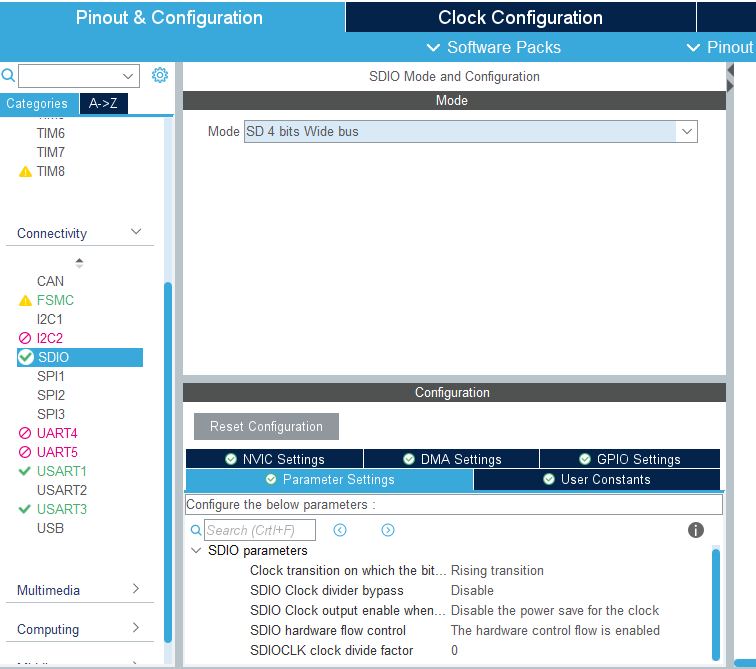 Pinout & Configuration
Clock Configuration
Software Packs
Pinout
Categories
A->Z
TIM6
TIM7
TIM8
Connectivity
CAN
FSMC
I2C1
I2C2
SDIO
SPI1
SPI2
SPI3
UART4
UART5
USART1
USART2
USART3
USB
Multimedia
Computing
SDIO Mode and Configuration
Mode
Mode SD 4 bits Wide bus
Configuration
Reset Configuration
NVIC Settings
DMA Settings
GPIO Settings
Parameter Settings
User Constants
Configure the below parameters :
Search (Crtl+F)
SDIO parameters
Clock transition on which the bit... Rising transition
SDIO Clock divider bypass Disable
SDIO Clock output enable when... Disable the power save for the clock
SDIO hardware flow control The hardware control flow is enabled
SDIOCLK clock divide factor 0